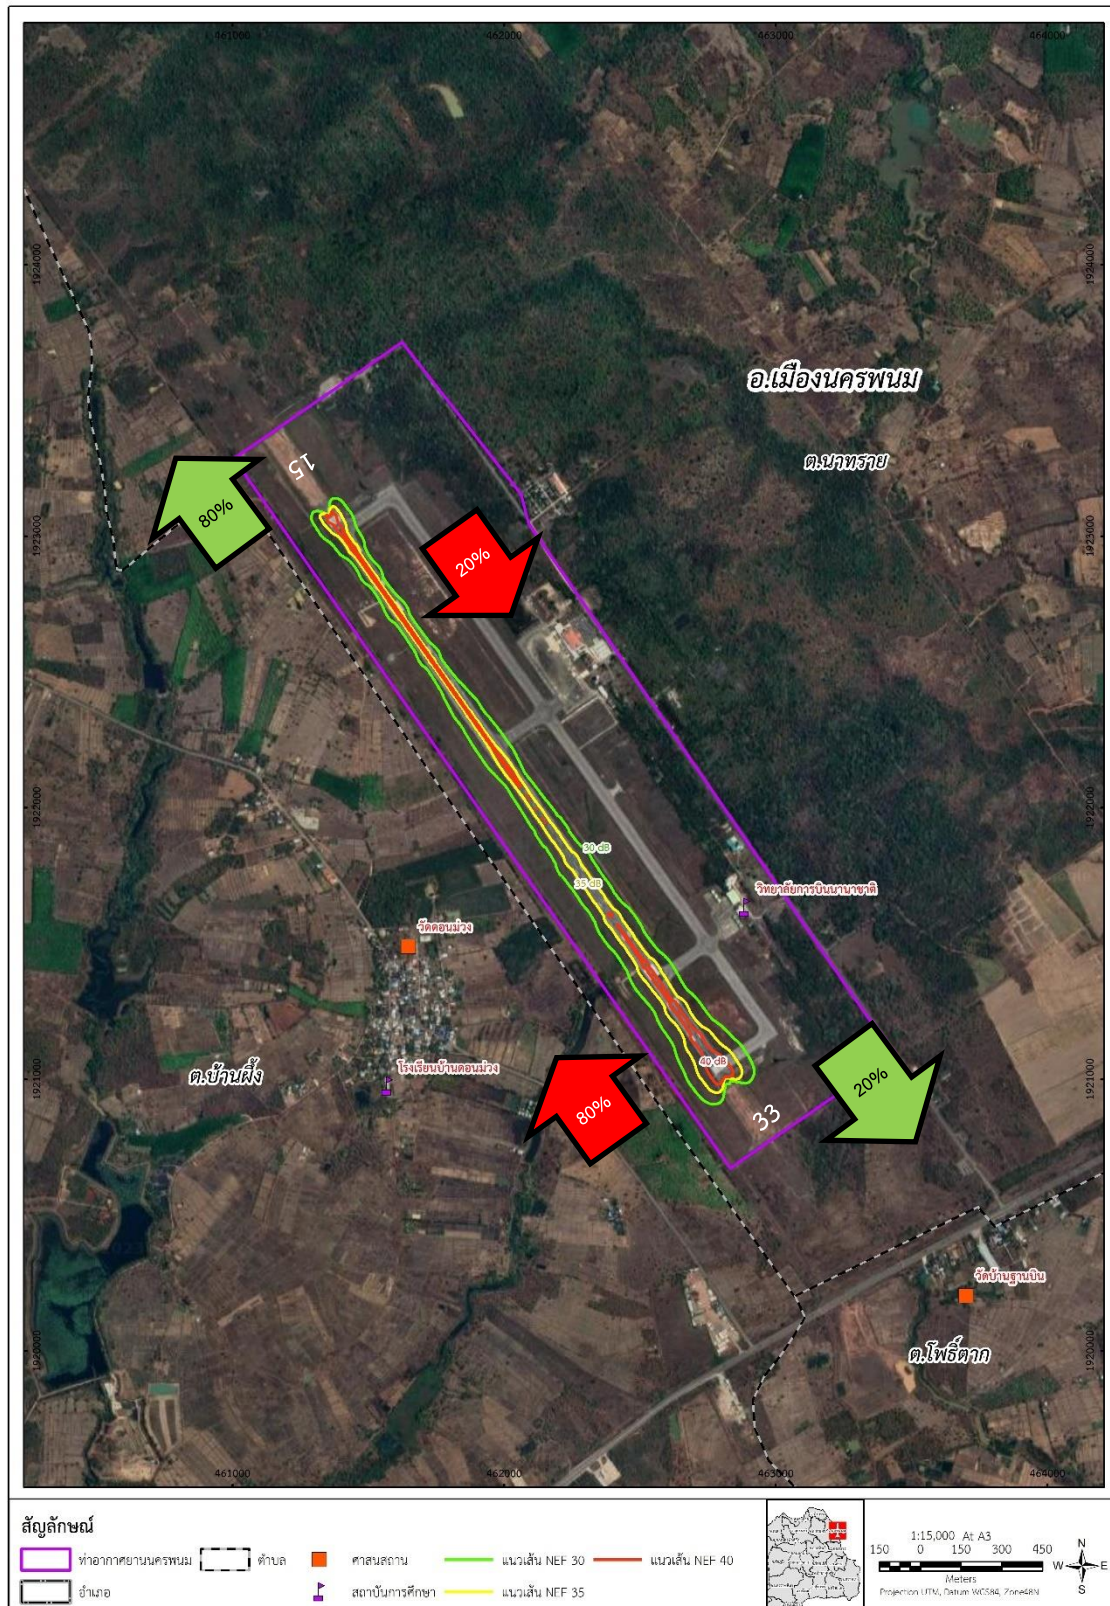 461000 462000 463000 464000
1924000 1924000
อ.เมืองนครพนม
ต.นาทราย
15
80%
20%
1923000 1923000
1922000 1922000
30 dB
35 dB
วิทยาลัยการบินนานาชาติ
วัดดอนม่วง
โรงเรียนบ้านดอนม่วง
ต.บ้านผึ้ง
40 dB
1921000 1921000
20%
80%
33
วัดบ้านฐานบิน
ต.โพธิ์ตาก
1920000 1920000
461000 462000 463000 464000
สัญลักษณ์
ท่าอากาศยานนครพนม ตำบล ศาสนสถาน แนวเส้น NEF 30 แนวเส้น NEF 40
อำเภอ สถาบันการศึกษา แนวเส้น NEF 35
1:15,000 At A3
150 0 150 300 450
Meters
Projection UTM, Datum WGS84, Zone48N
N
W E
S